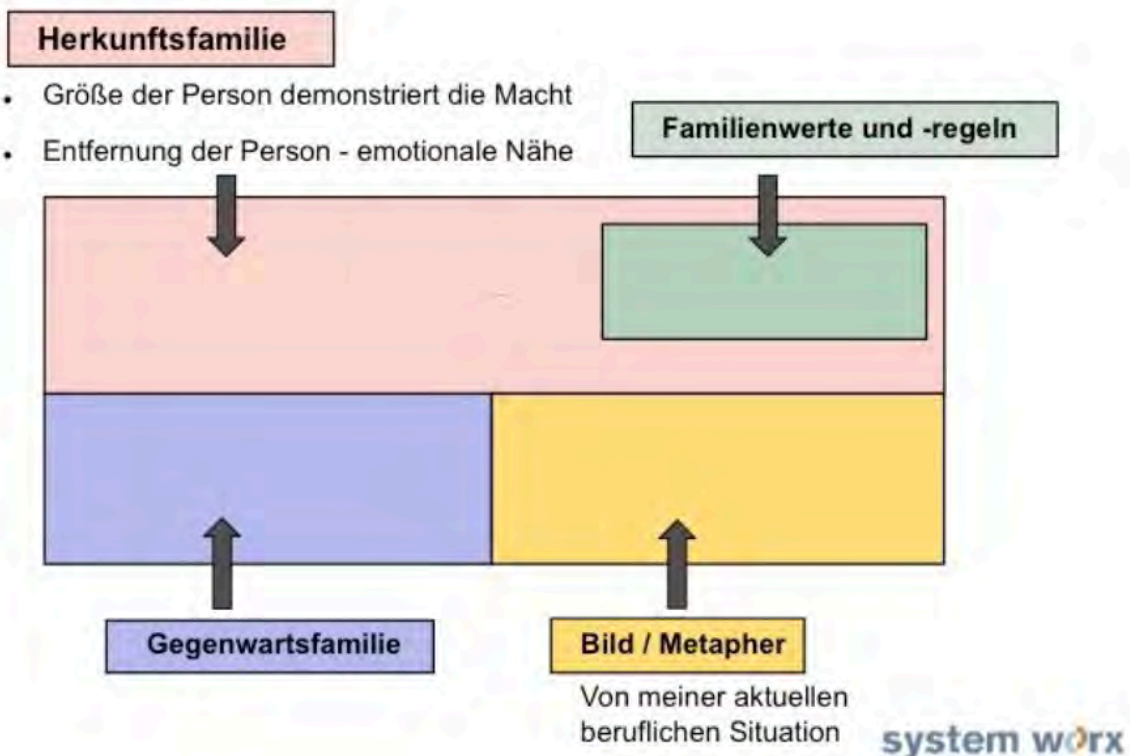 Herkunftsfamilie
• Größe der Person demonstriert die Macht
• Entfernung der Person - emotionale Nähe
Familienwerte und -regeln
Gegenwartsfamilie
Bild / Metapher
Von meiner aktuellen
beruflichen Situation
system worx